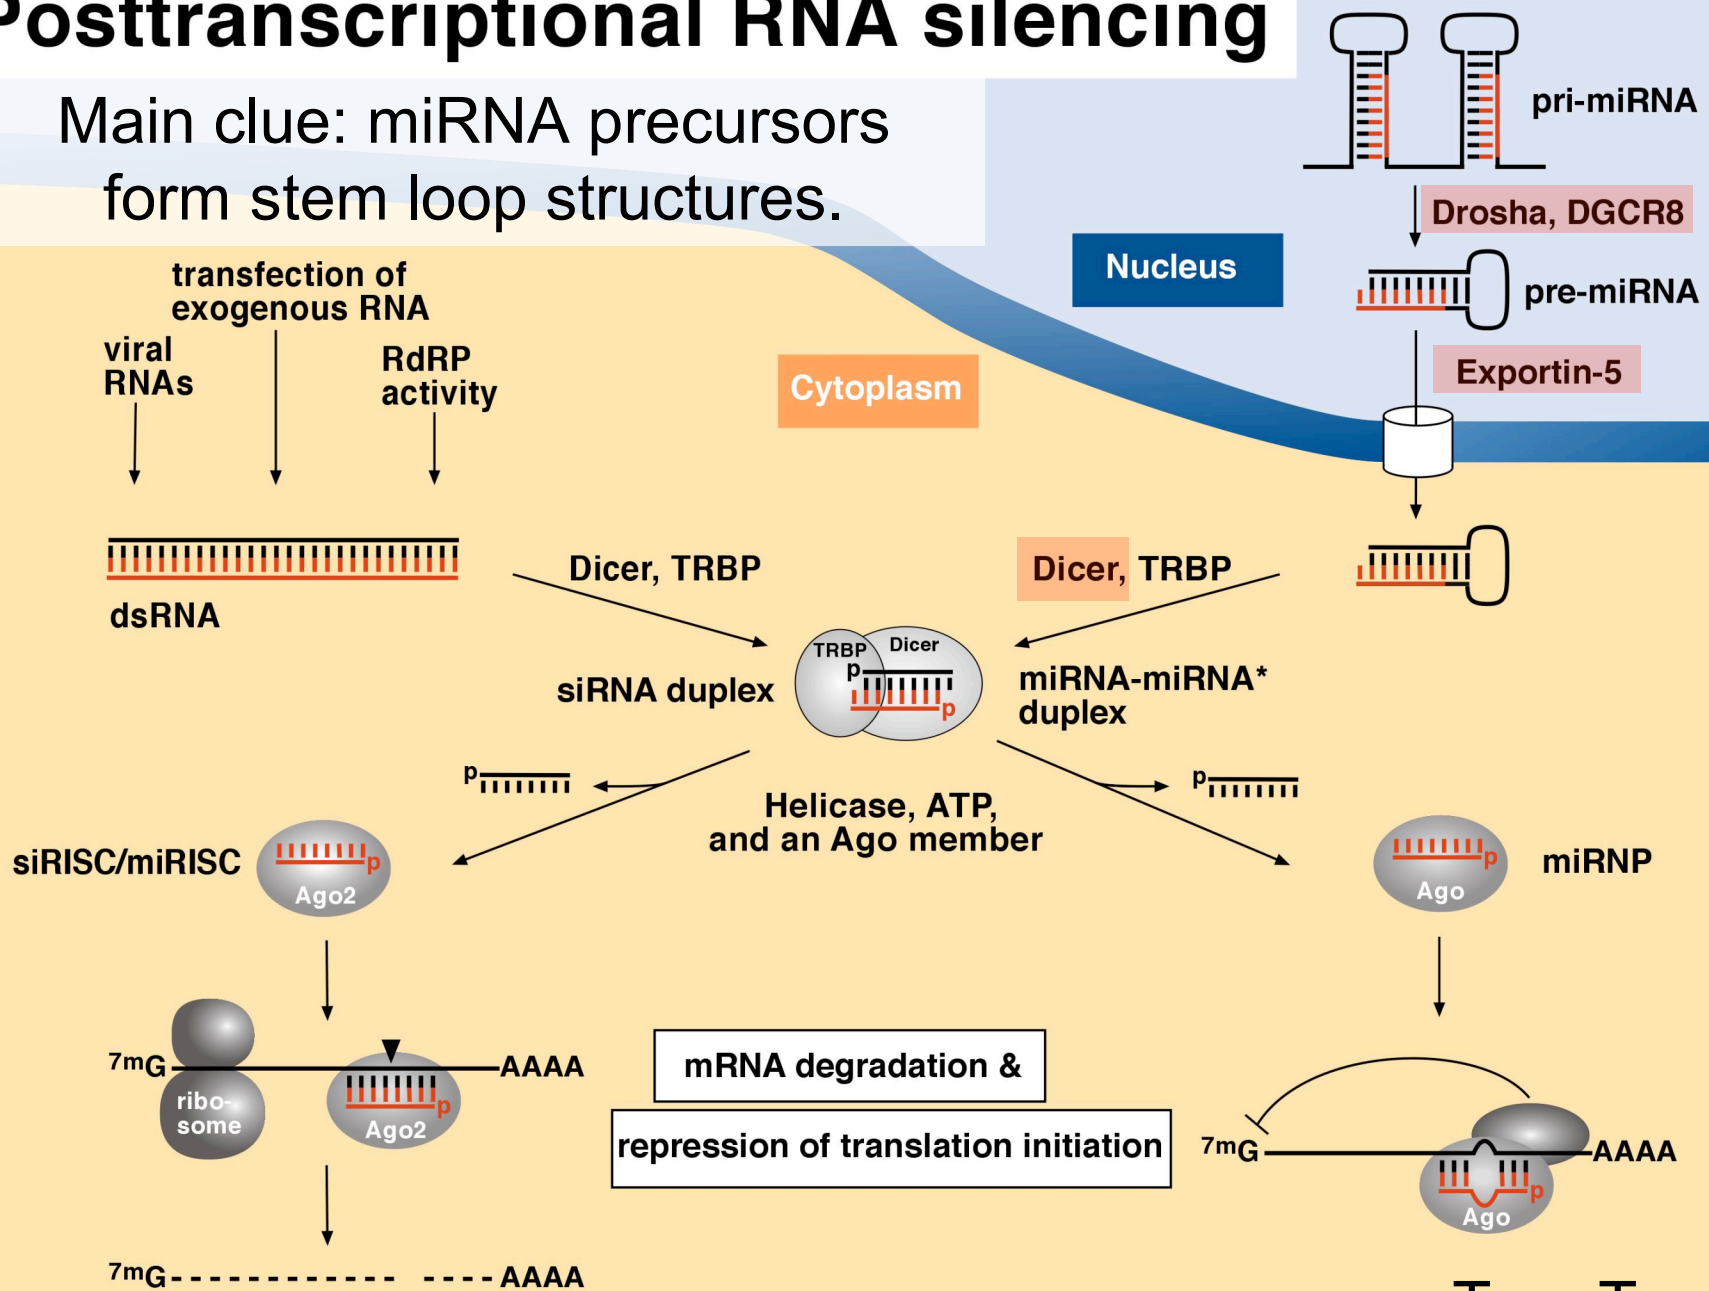 Posttranscriptional RNA silencing
Main clue: miRNA precursors
form stem loop structures.
pri-miRNA
Drosha, DGCR8
Nucleus
pre-miRNA
Exportin-5
transfection of
exogenous RNA
viral
RNAs
RdRP
activity
Cytoplasm
Dicer, TRBP
Dicer, TRBP
dsRNA
TRBP
Dicer
p
p
siRNA duplex
miRNA-miRNA*
duplex
p
p
Helicase, ATP,
and an Ago member
siRISC/miRISC
p
Ago2
p
Ago
miRNP
7mG
AAAA
ribo-
some
p
Ago2
mRNA degradation &
repression of translation initiation
7mG
AAAA
p
Ago
7mG
AAAA